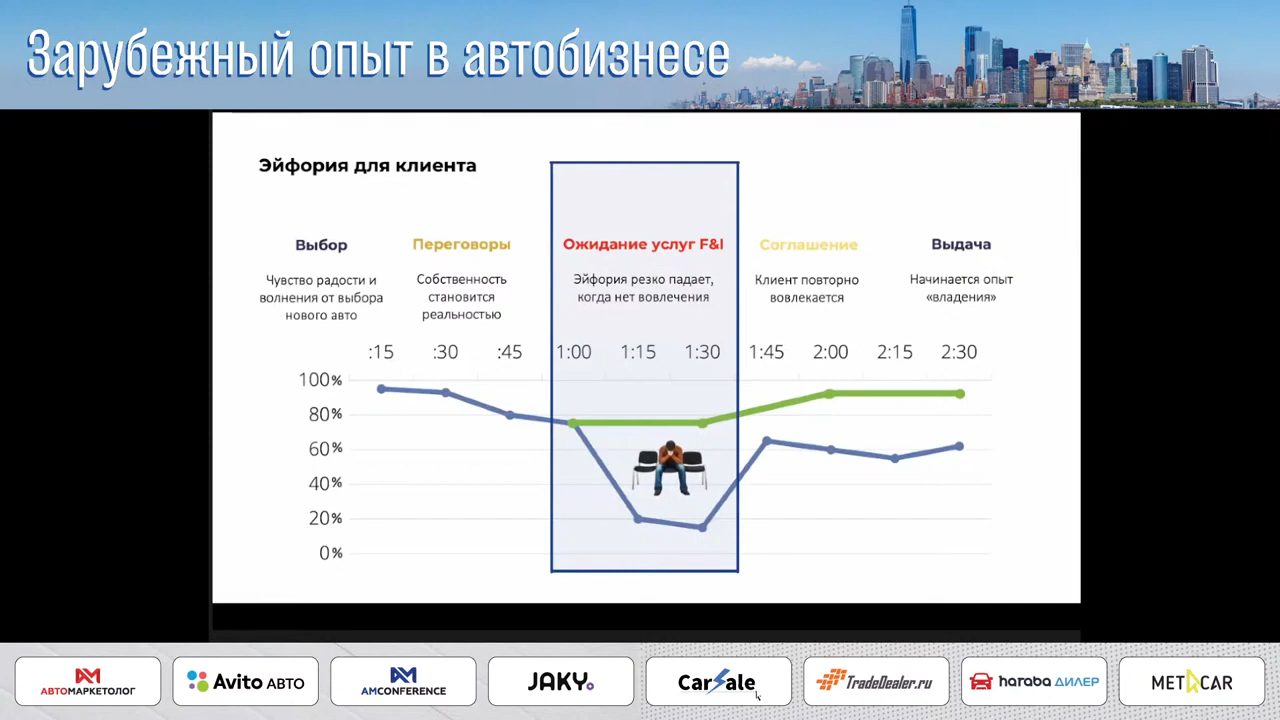 Зарубежный опыт в автобизнесе
Эйфория для клиента
Выбор
Чувство радости и
волнения от выбора
нового авто
Переговоры
Собственность
становится
реальностью
Ожидание услуг F&I
Эйфория резко падает,
когда нет вовлечения
Соглашение
Клиент повторно
вовлекается
Выдача
Начинается опыт
«владения»
:15 :30 :45 1:00 1:15 1:30 1:45 2:00 2:15 2:30
100%
80%
60%
40%
20%
0%
АВТОМАРКЕТОЛОГ
Avito АВТО
AMCONFERENCE
JAKY
CarSale
TradeDealer.ru
haraba ДИЛЕР
METACAR